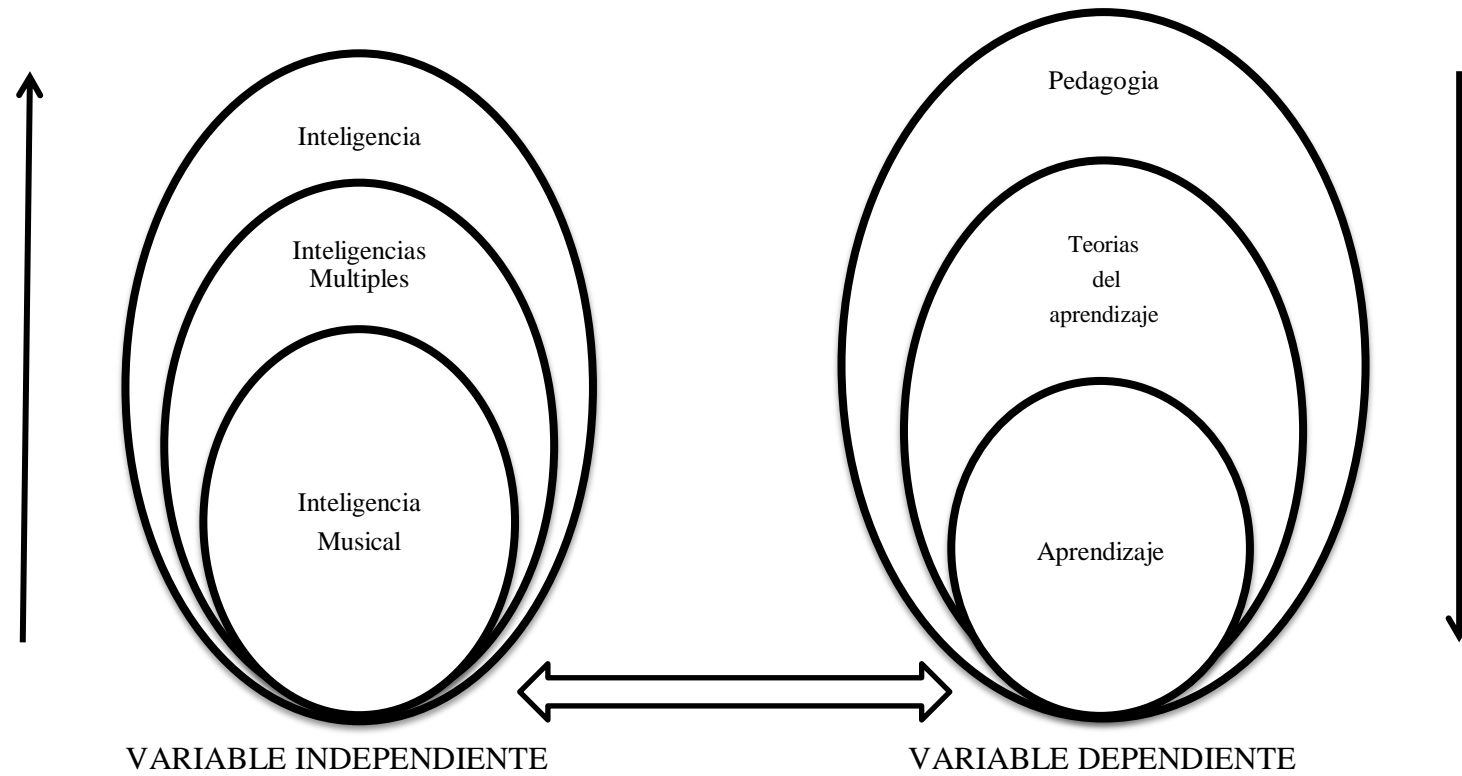 Inteligencia
Inteligencias
Multiples
Inteligencia
Musical
VARIABLE INDEPENDIENTE
Pedagogia
Teorias
del
aprendizaje
Aprendizaje
VARIABLE DEPENDIENTE